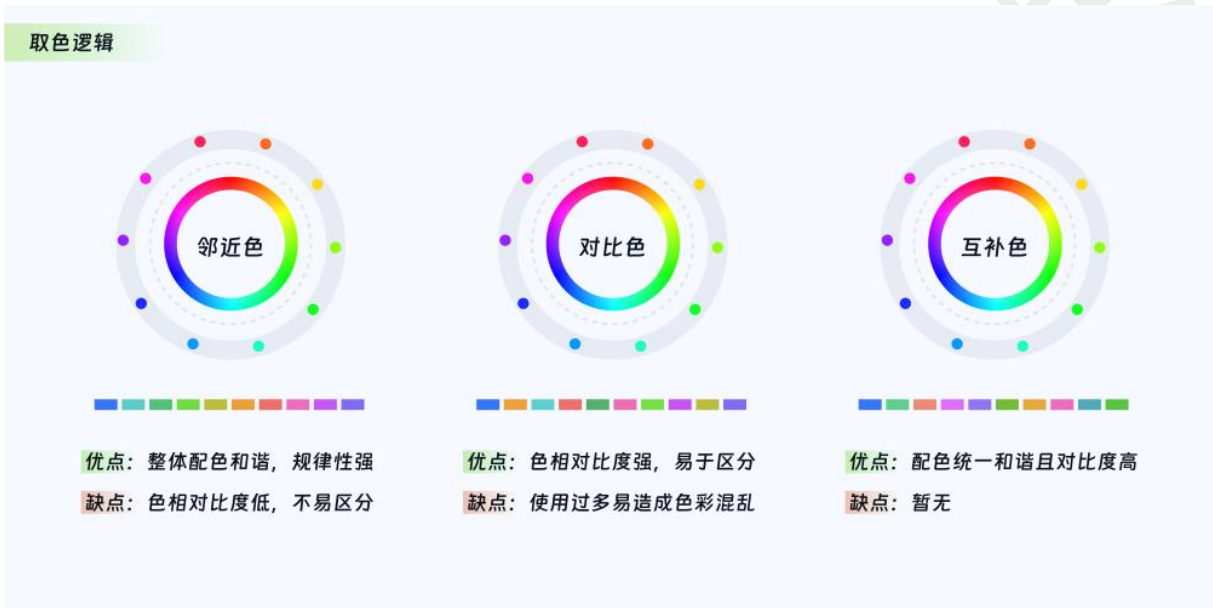 取色逻辑
邻近色
对比色
互补色
优点：整体配色和谐，规律性强
缺点：色相对比度低，不易区分
优点：色相对比度强，易于区分
缺点：使用过多易造成色彩混乱
优点：配色统一和谐且对比度高
缺点：暂无